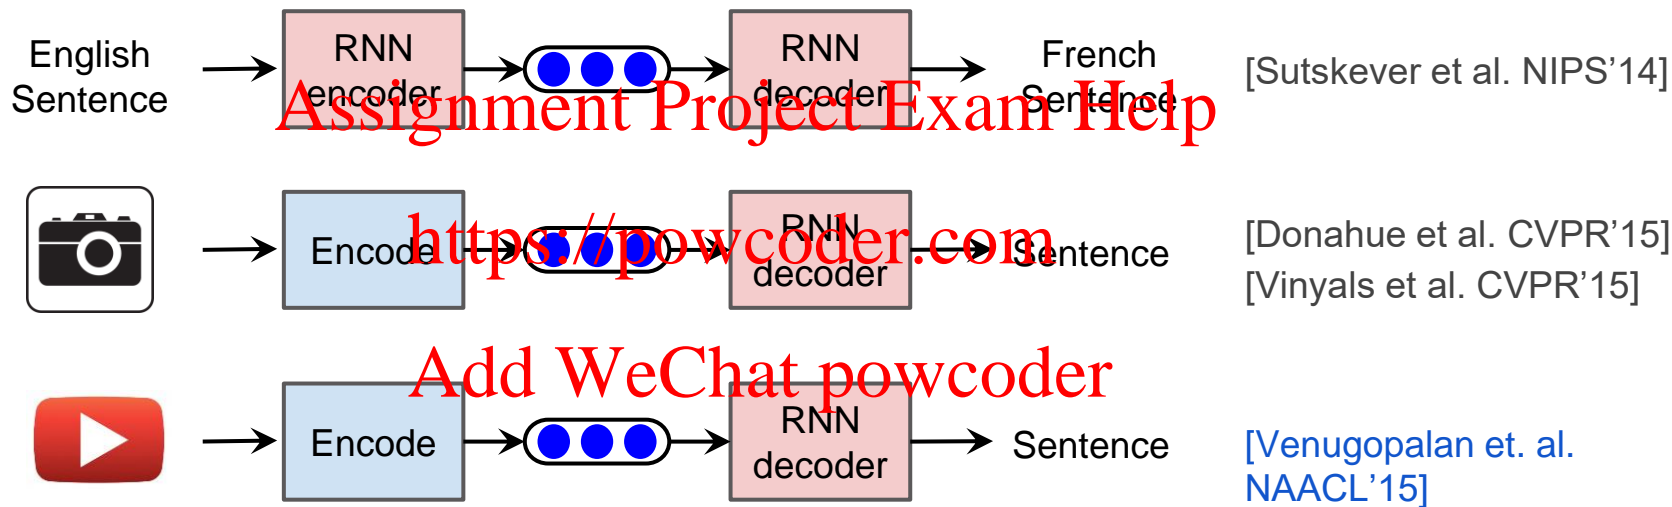 English
Sentence
RNN
encoder
RNN
decoder
French
Sentence
[Sutskever et al. NIPS'14]
Assignment Project Exam Help
Encode
RNN
decoder
Sentence
[Donahue et al. CVPR'15]
[Vinyals et al. CVPR'15]
https://powcoder.com
Add WeChat powcoder
Encode
RNN
decoder
Sentence
[Venugopalan et. al.
NAACL'15]